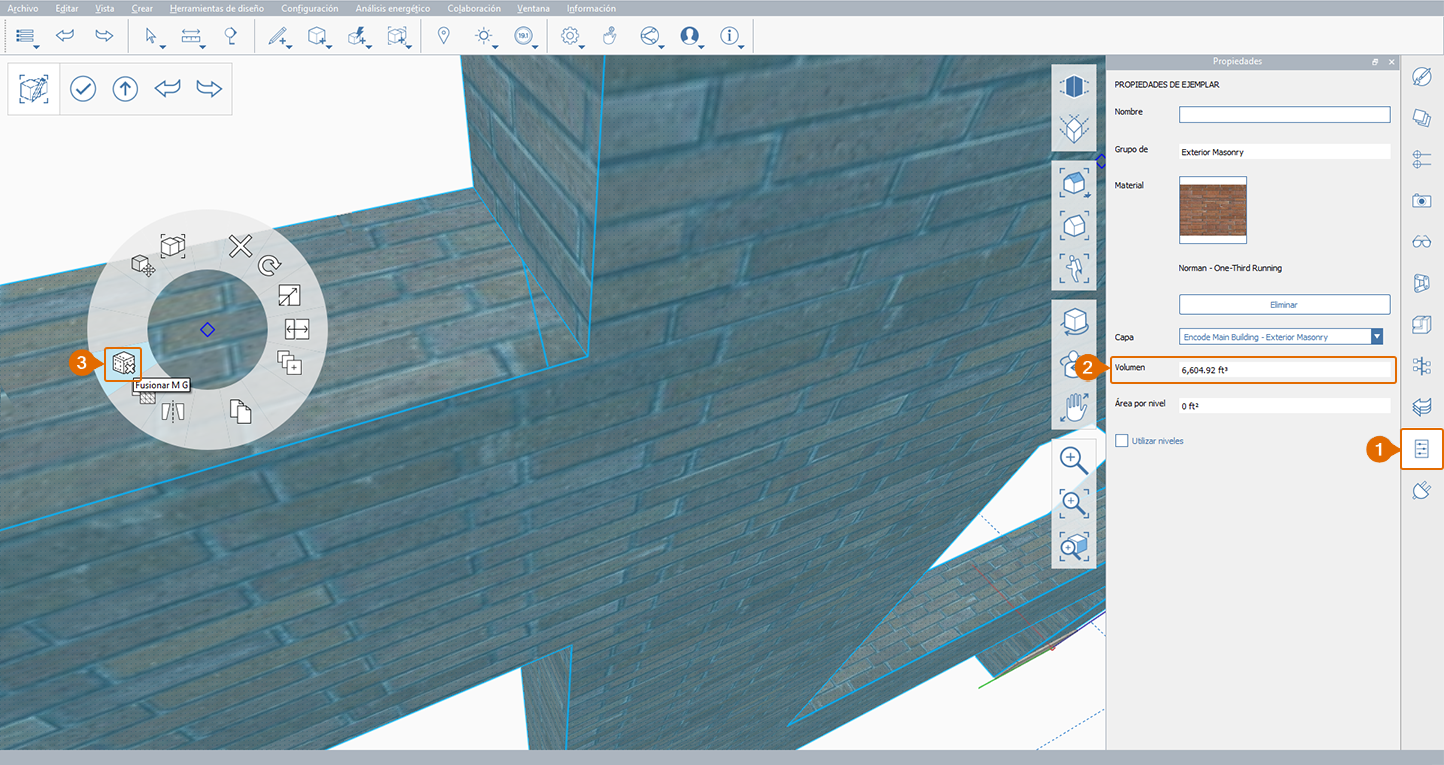 Archivo Editar Vista Crear Herramientas de diseño Configuración Análisis energético Colaboración Ventana Información
19.1
Propiedades
PROPIEDADES DE EJEMPLAR
Nombre
Grupo de Exterior Masonry
Material
Norman - One-Third Running
Eliminar
Capa Encode Main Building - Exterior Masonry
2 Volumen 6,604.92 ft³
Área por nivel 0 ft²
Utilizar niveles
1
3
Fusionar M G